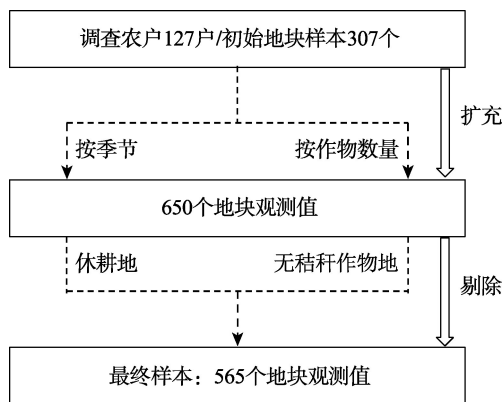 调查农户127户/初始地块样本307个
扩充
按季节
按作物数量
650个地块观测值
休耕地
无秸秆作物地
剔除
最终样本：565个地块观测值